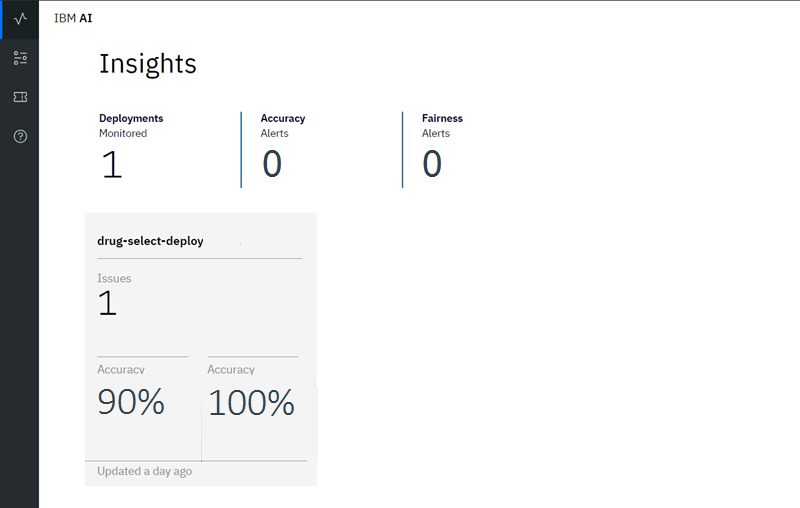 IBM AI
Insights
Deployments
Monitored
1
Accuracy
Alerts
0
Fairness
Alerts
0
drug-select-deploy
Issues
1
Accuracy
90%
Accuracy
100%
Updated a day ago